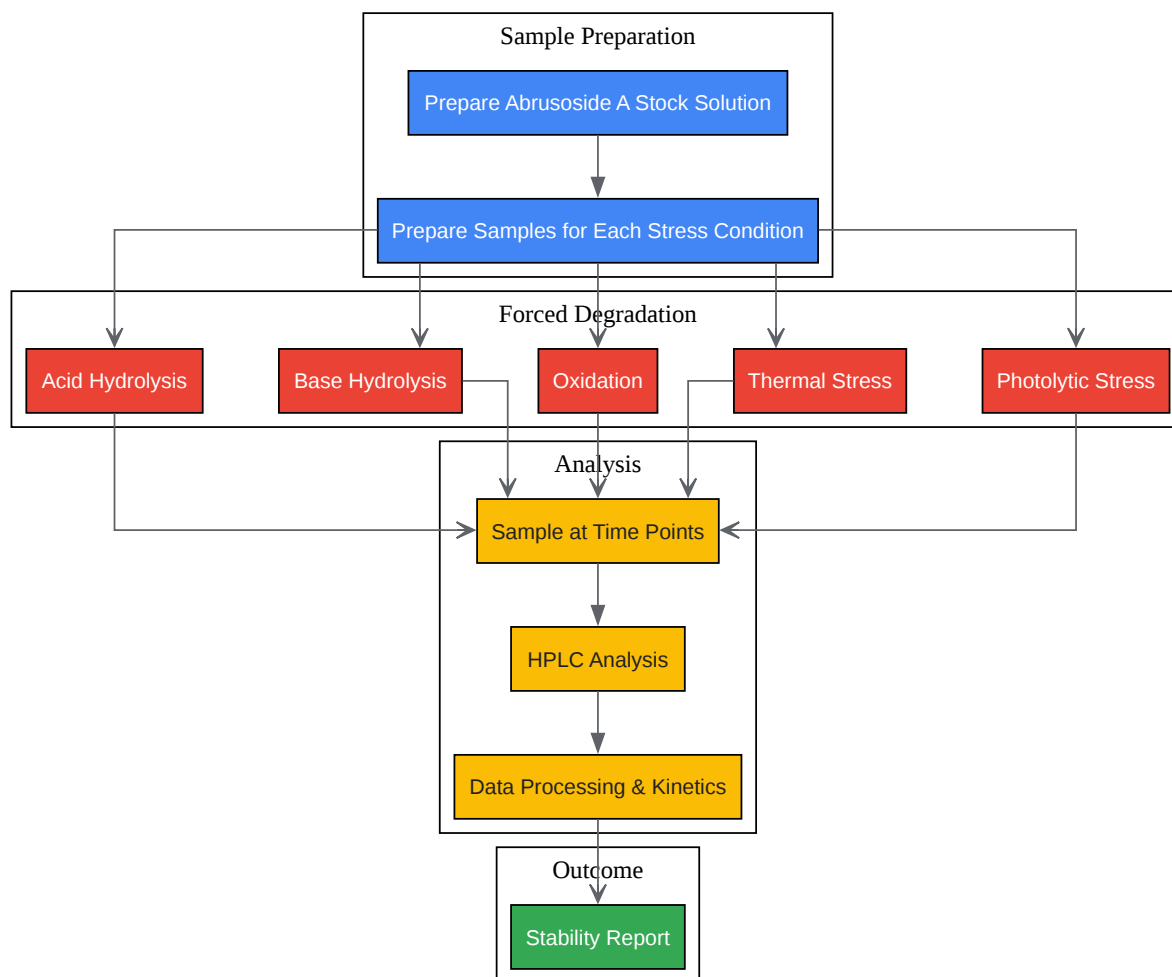 Sample Preparation
Prepare Abrusoside A Stock Solution
Prepare Samples for Each Stress Condition
Forced Degradation
Acid Hydrolysis
Base Hydrolysis
Oxidation
Thermal Stress
Photolytic Stress
Analysis
Sample at Time Points
HPLC Analysis
Data Processing & Kinetics
Outcome
Stability Report